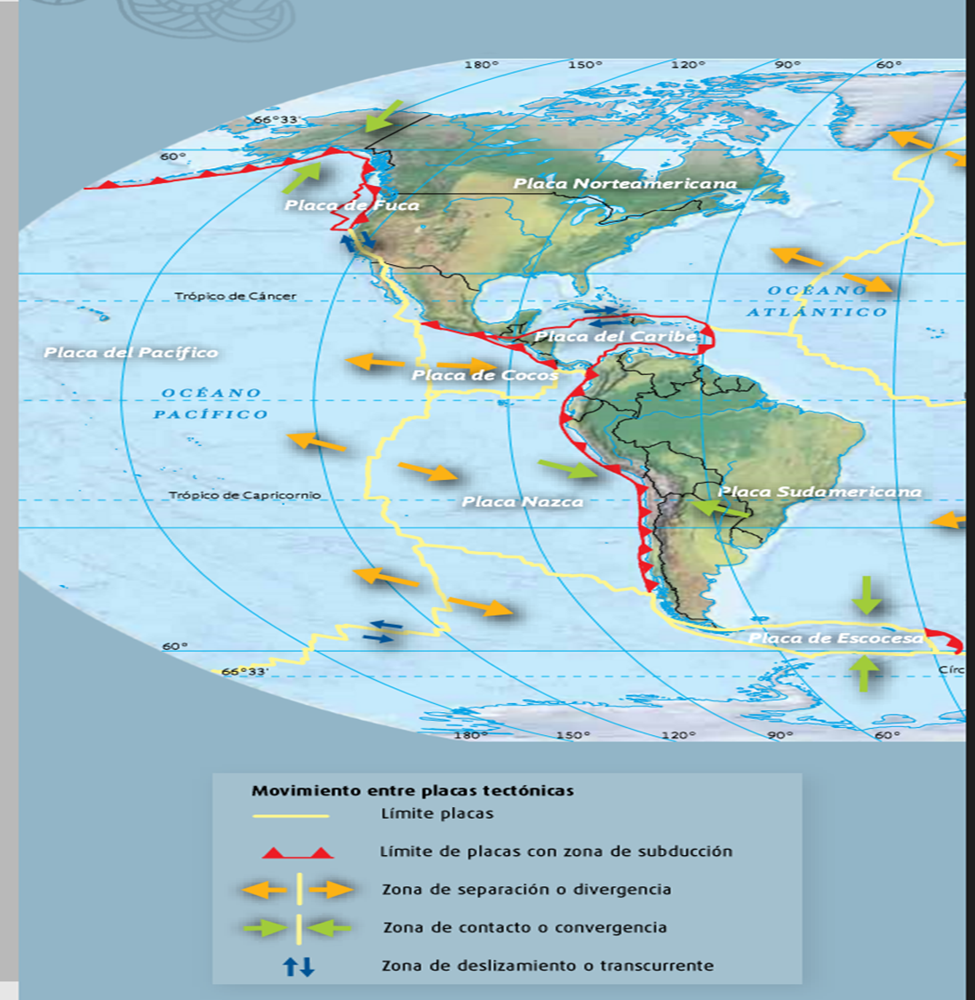 180° 150° 120° 90° 60°
66°33'
60°
Placa Norteamericana
Placa de Fuca
OCÉANO
ATLÁNTICO
Trópico de Cáncer
Placa del Caribe
Placa del Pacífico
Placa de Cocos
OCÉANO
PACÍFICO
Trópico de Capricornio
Placa Nazca
Placa Sudamericana
Placa de Escocesa
60°
66°33'
Círc
180° 150° 120° 90° 60°
Movimiento entre placas tectónicas
Límite placas
Límite de placas con zona de subducción
Zona de separación o divergencia
Zona de contacto o convergencia
Zona de deslizamiento o transcurrente